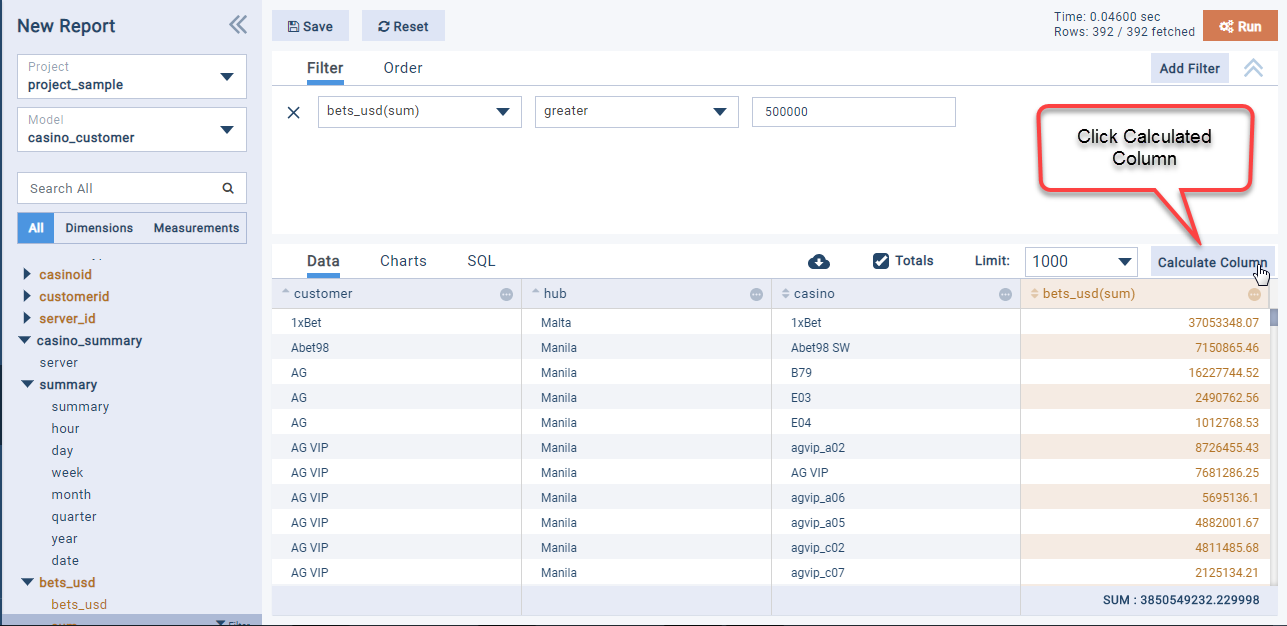 New Report
Project
project_sample
Model
casino_customer
Search All
All Dimensions Measurements
casinoid
customerid
server_id
casino_summary
server
summary
summary
hour
day
week
month
quarter
year
date
bets_usd
bets_usd
Save Reset
Time: 0.04600 sec
Rows: 392 / 392 fetched
Run
Filter Order
Add Filter
bets_usd(sum) greater 500000
Click Calculated
Column
Data Charts SQL
Totals Limit: 1000 Calculate Column
customer hub casino bets_usd(sum)
1xBet Malta 1xBet 37053348.07
Abet98 Manila Abet98 SW 7150865.46
AG Manila B79 16227744.52
AG Manila E03 2490762.56
AG Manila E04 1012768.53
AG VIP Manila agvip_a02 8726455.43
AG VIP Manila AG VIP 7681286.25
AG VIP Manila agvip_a06 5695136.1
AG VIP Manila agvip_a05 4882001.67
AG VIP Manila agvip_c02 4811485.68
AG VIP Manila agvip_c07 2125134.21
SUM : 3850549232.229998